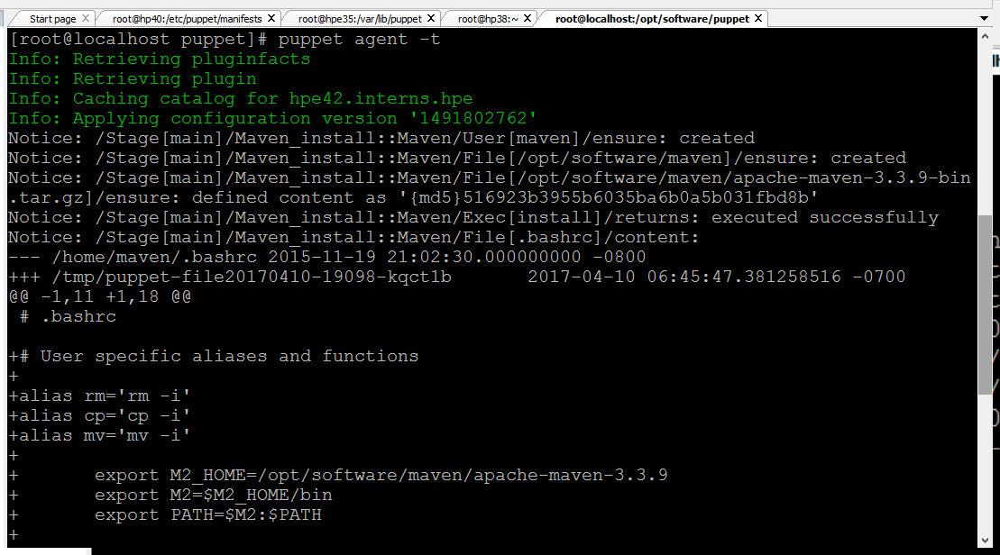 Start page
root@hp40:/etc/puppet/manifests
root@hpe35:/var/lib/puppet
root@hp38:~
root@localhost:/opt/software/puppet
[root@localhost puppet]# puppet agent -t
Info: Retrieving pluginfacts
Info: Retrieving plugin
Info: Caching catalog for hpe42.interns.hpe
Info: Applying configuration version '1491802762'
Notice: /Stage[main]/Maven_install::Maven/User[maven]/ensure: created
Notice: /Stage[main]/Maven_install::Maven/File[/opt/software/maven]/ensure: created
Notice: /Stage[main]/Maven_install::Maven/File[/opt/software/maven/apache-maven-3.3.9-bin
.tar.gz]/ensure: defined content as '{md5}516923b3955b6035ba6b0a5b031fbd8b'
Notice: /Stage[main]/Maven_install::Maven/Exec[install]/returns: executed successfully
Notice: /Stage[main]/Maven_install::Maven/File[.bashrc]/content:
--- /home/maven/.bashrc 2015-11-19 21:02:30.000000000 -0800
+++ /tmp/puppet-file20170410-19098-kqct1b       2017-04-10 06:45:47.381258516 -0700
@@ -1,11 +1,18 @@
 # .bashrc
+# User specific aliases and functions
+
+alias rm='rm -i'
+alias cp='cp -i'
+alias mv='mv -i'
+
+       export M2_HOME=/opt/software/maven/apache-maven-3.3.9
+       export M2=$M2_HOME/bin
+       export PATH=$M2:$PATH
+